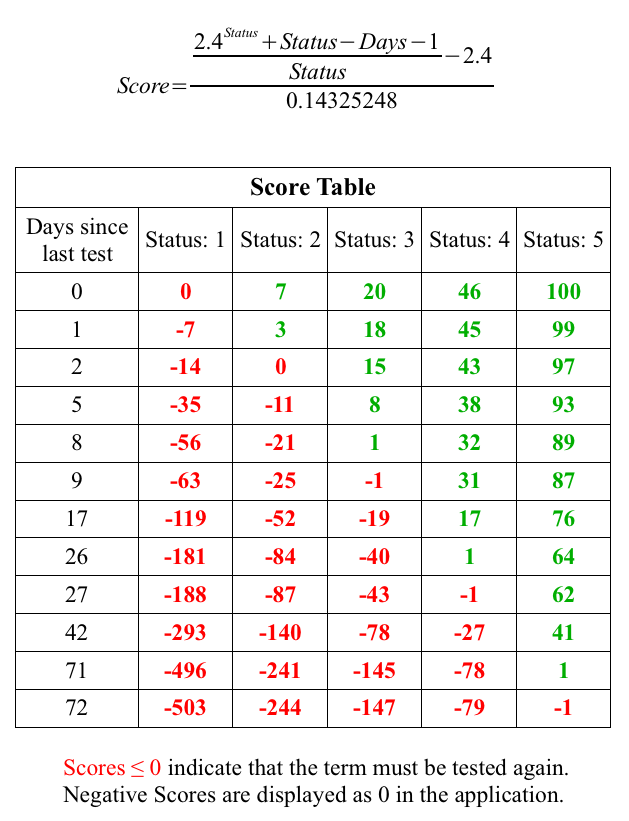 2.4^Status+Status−Days−1
Status
−2.4
Score=
0.14325248
Score Table
Days since last test Status: 1 Status: 2 Status: 3 Status: 4 Status: 5
0 0 7 20 46 100
1 -7 3 18 45 99
2 -14 0 15 43 97
5 -35 -11 8 38 93
8 -56 -21 1 32 89
9 -63 -25 -1 31 87
17 -119 -52 -19 17 76
26 -181 -84 -40 1 64
27 -188 -87 -43 -1 62
42 -293 -140 -78 -27 41
71 -496 -241 -145 -78 1
72 -503 -244 -147 -79 -1
Scores ≤ 0 indicate that the term must be tested again.
Negative Scores are displayed as 0 in the application.